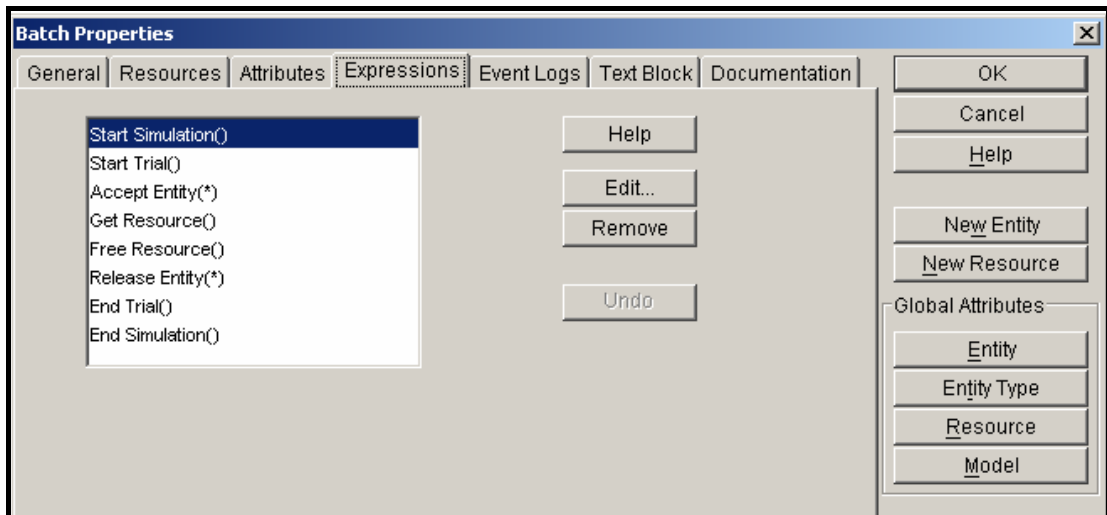 Batch Properties
General Resources Attributes Expressions Event Logs Text Block Documentation
Start Simulation()
Start Trial()
Accept Entity(*)
Get Resource()
Free Resource()
Release Entity(*)
End Trial()
End Simulation()
Help
Edit...
Remove
Undo
OK
Cancel
Help
New Entity
New Resource
Global Attributes
Entity
Entity Type
Resource
Model